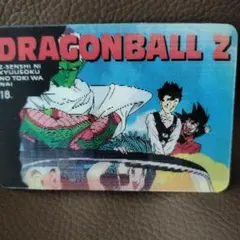 DRAGONBALL Z
Z-SENSHI NI
KYUUSOKU
NO TOKI WA
NAI
18.